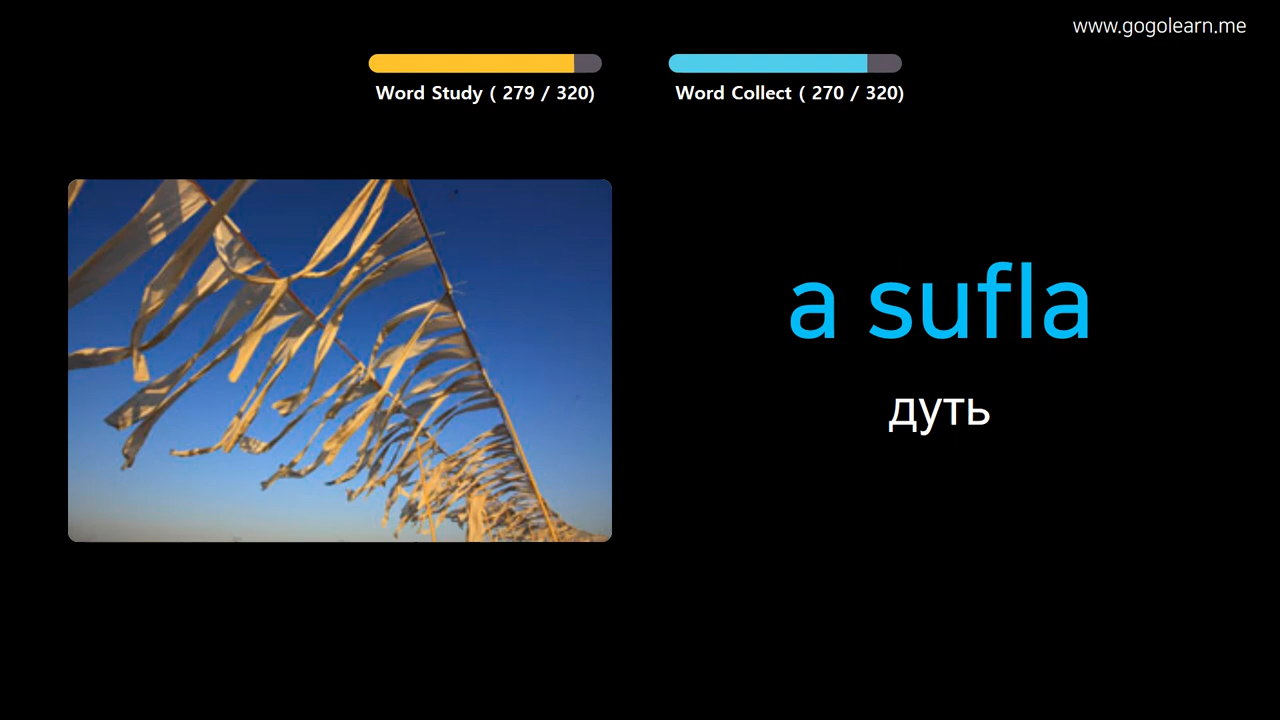 www.gogolearn.me
Word Study ( 279 / 320)
Word Collect ( 270 / 320)
a sufla
дуть